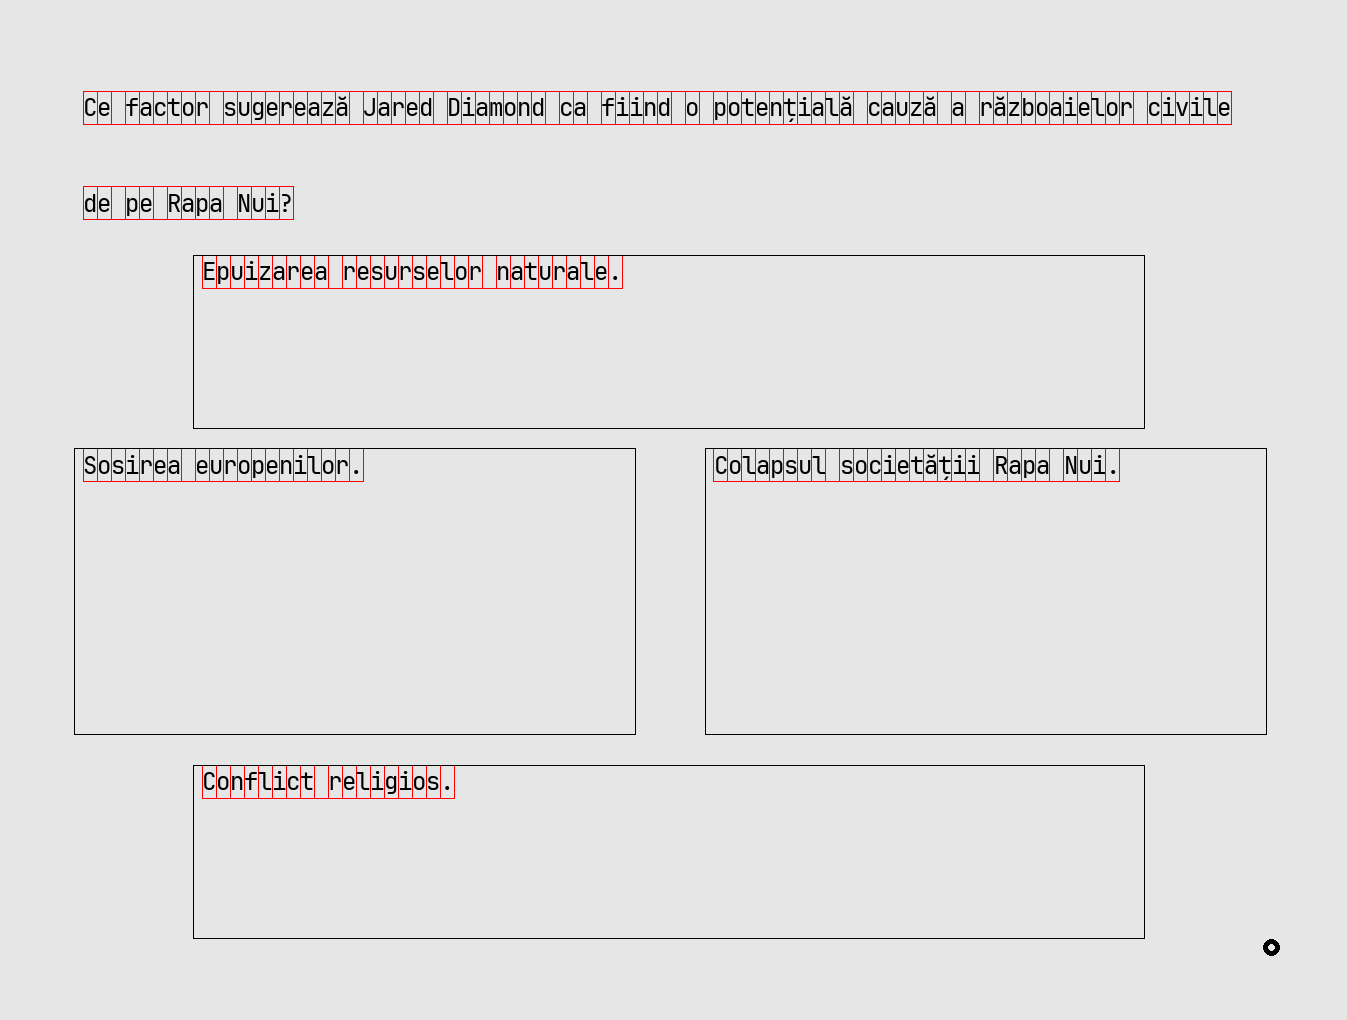 Ce factor sugerează Jared Diamond ca fiind o potențială cauză a războaielor civile
de pe Rapa Nui?
Epuizarea resurselor naturale.
Sosirea europenilor.
Colapsul societății Rapa Nui.
Conflict religios.